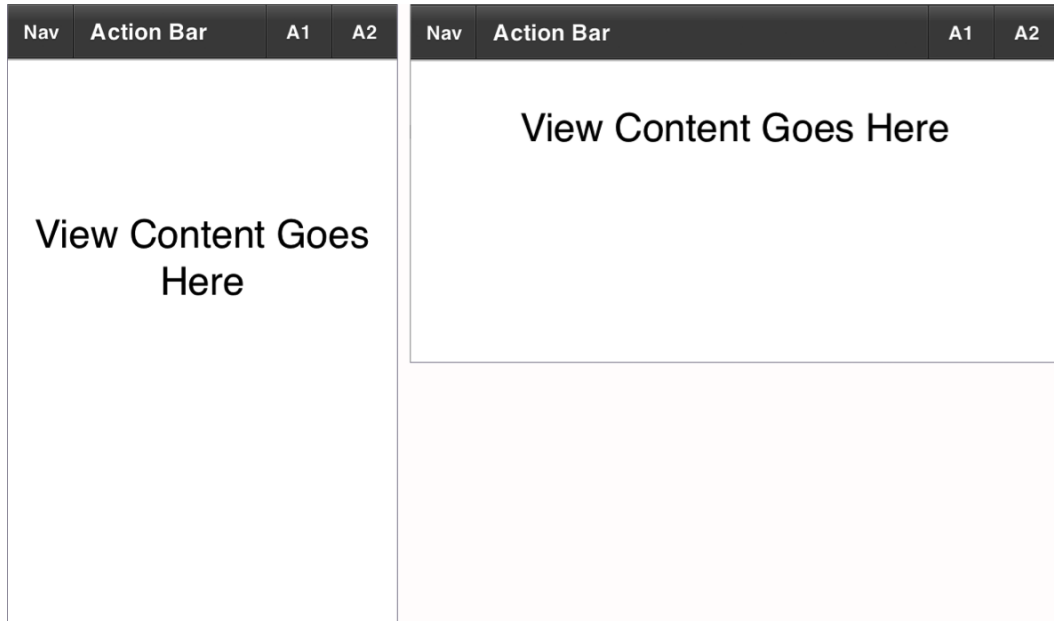 Nav Action Bar A1 A2
View Content Goes
Here
Nav Action Bar A1 A2
View Content Goes Here